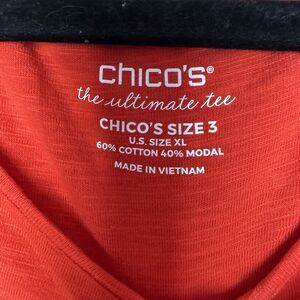 chico's®
the ultimate tee
CHICO'S SIZE 3
U.S. SIZE XL
60% COTTON 40% MODAL
MADE IN VIETNAM